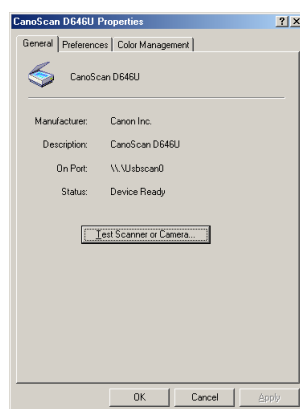 CanoScan D646U Properties
General Preferences Color Management
CanoScan D646U
Manufacturer: Canon Inc.
Description: CanoScan D646U
On Port: \\.\Usbscan0
Status: Device Ready
Test Scanner or Camera...
OK Cancel Apply